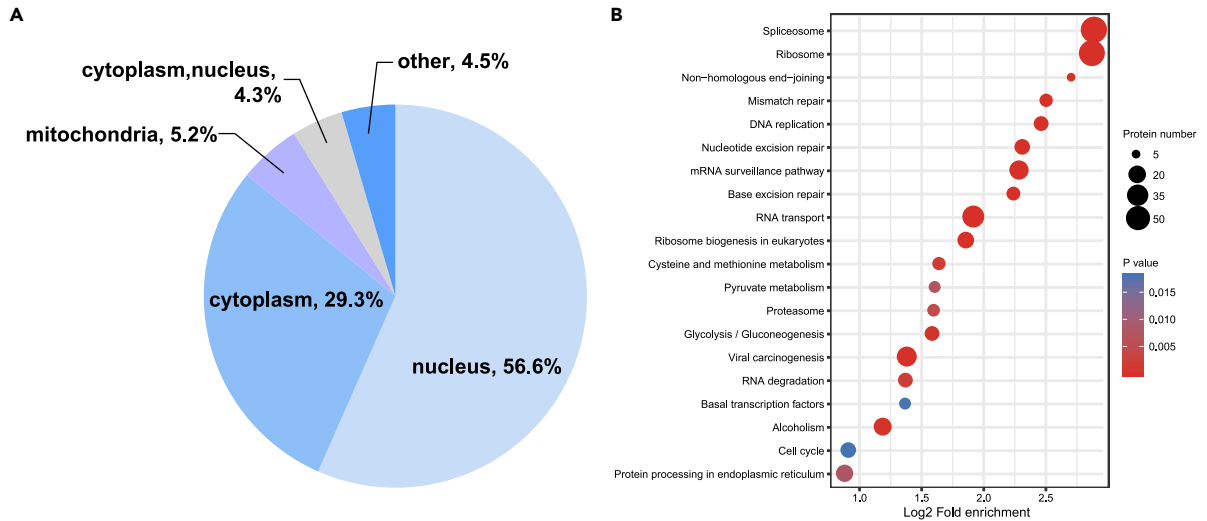 A
cytoplasm,nucleus,
4.3%
other, 4.5%
mitochondria, 5.2%
cytoplasm, 29.3%
nucleus, 56.6%
B
Spliceosome
Ribosome
Non−homologous end−joining
Mismatch repair
DNA replication
Nucleotide excision repair
mRNA surveillance pathway
Base excision repair
RNA transport
Ribosome biogenesis in eukaryotes
Cysteine and methionine metabolism
Pyruvate metabolism
Proteasome
Glycolysis / Gluconeogenesis
Viral carcinogenesis
RNA degradation
Basal transcription factors
Alcoholism
Cell cycle
Protein processing in endoplasmic reticulum
1.0 1.5 2.0 2.5
Log2 Fold enrichment
Protein number
5
20
35
50
P value
0.015
0.010
0.005